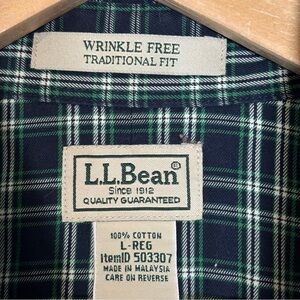 WRINKLE FREE
TRADITIONAL FIT
L.L.Bean®
Since 1912
QUALITY GUARANTEED
100% COTTON
L-REG
ItemID 503307
MADE IN MALAYSIA
CARE ON REVERSE